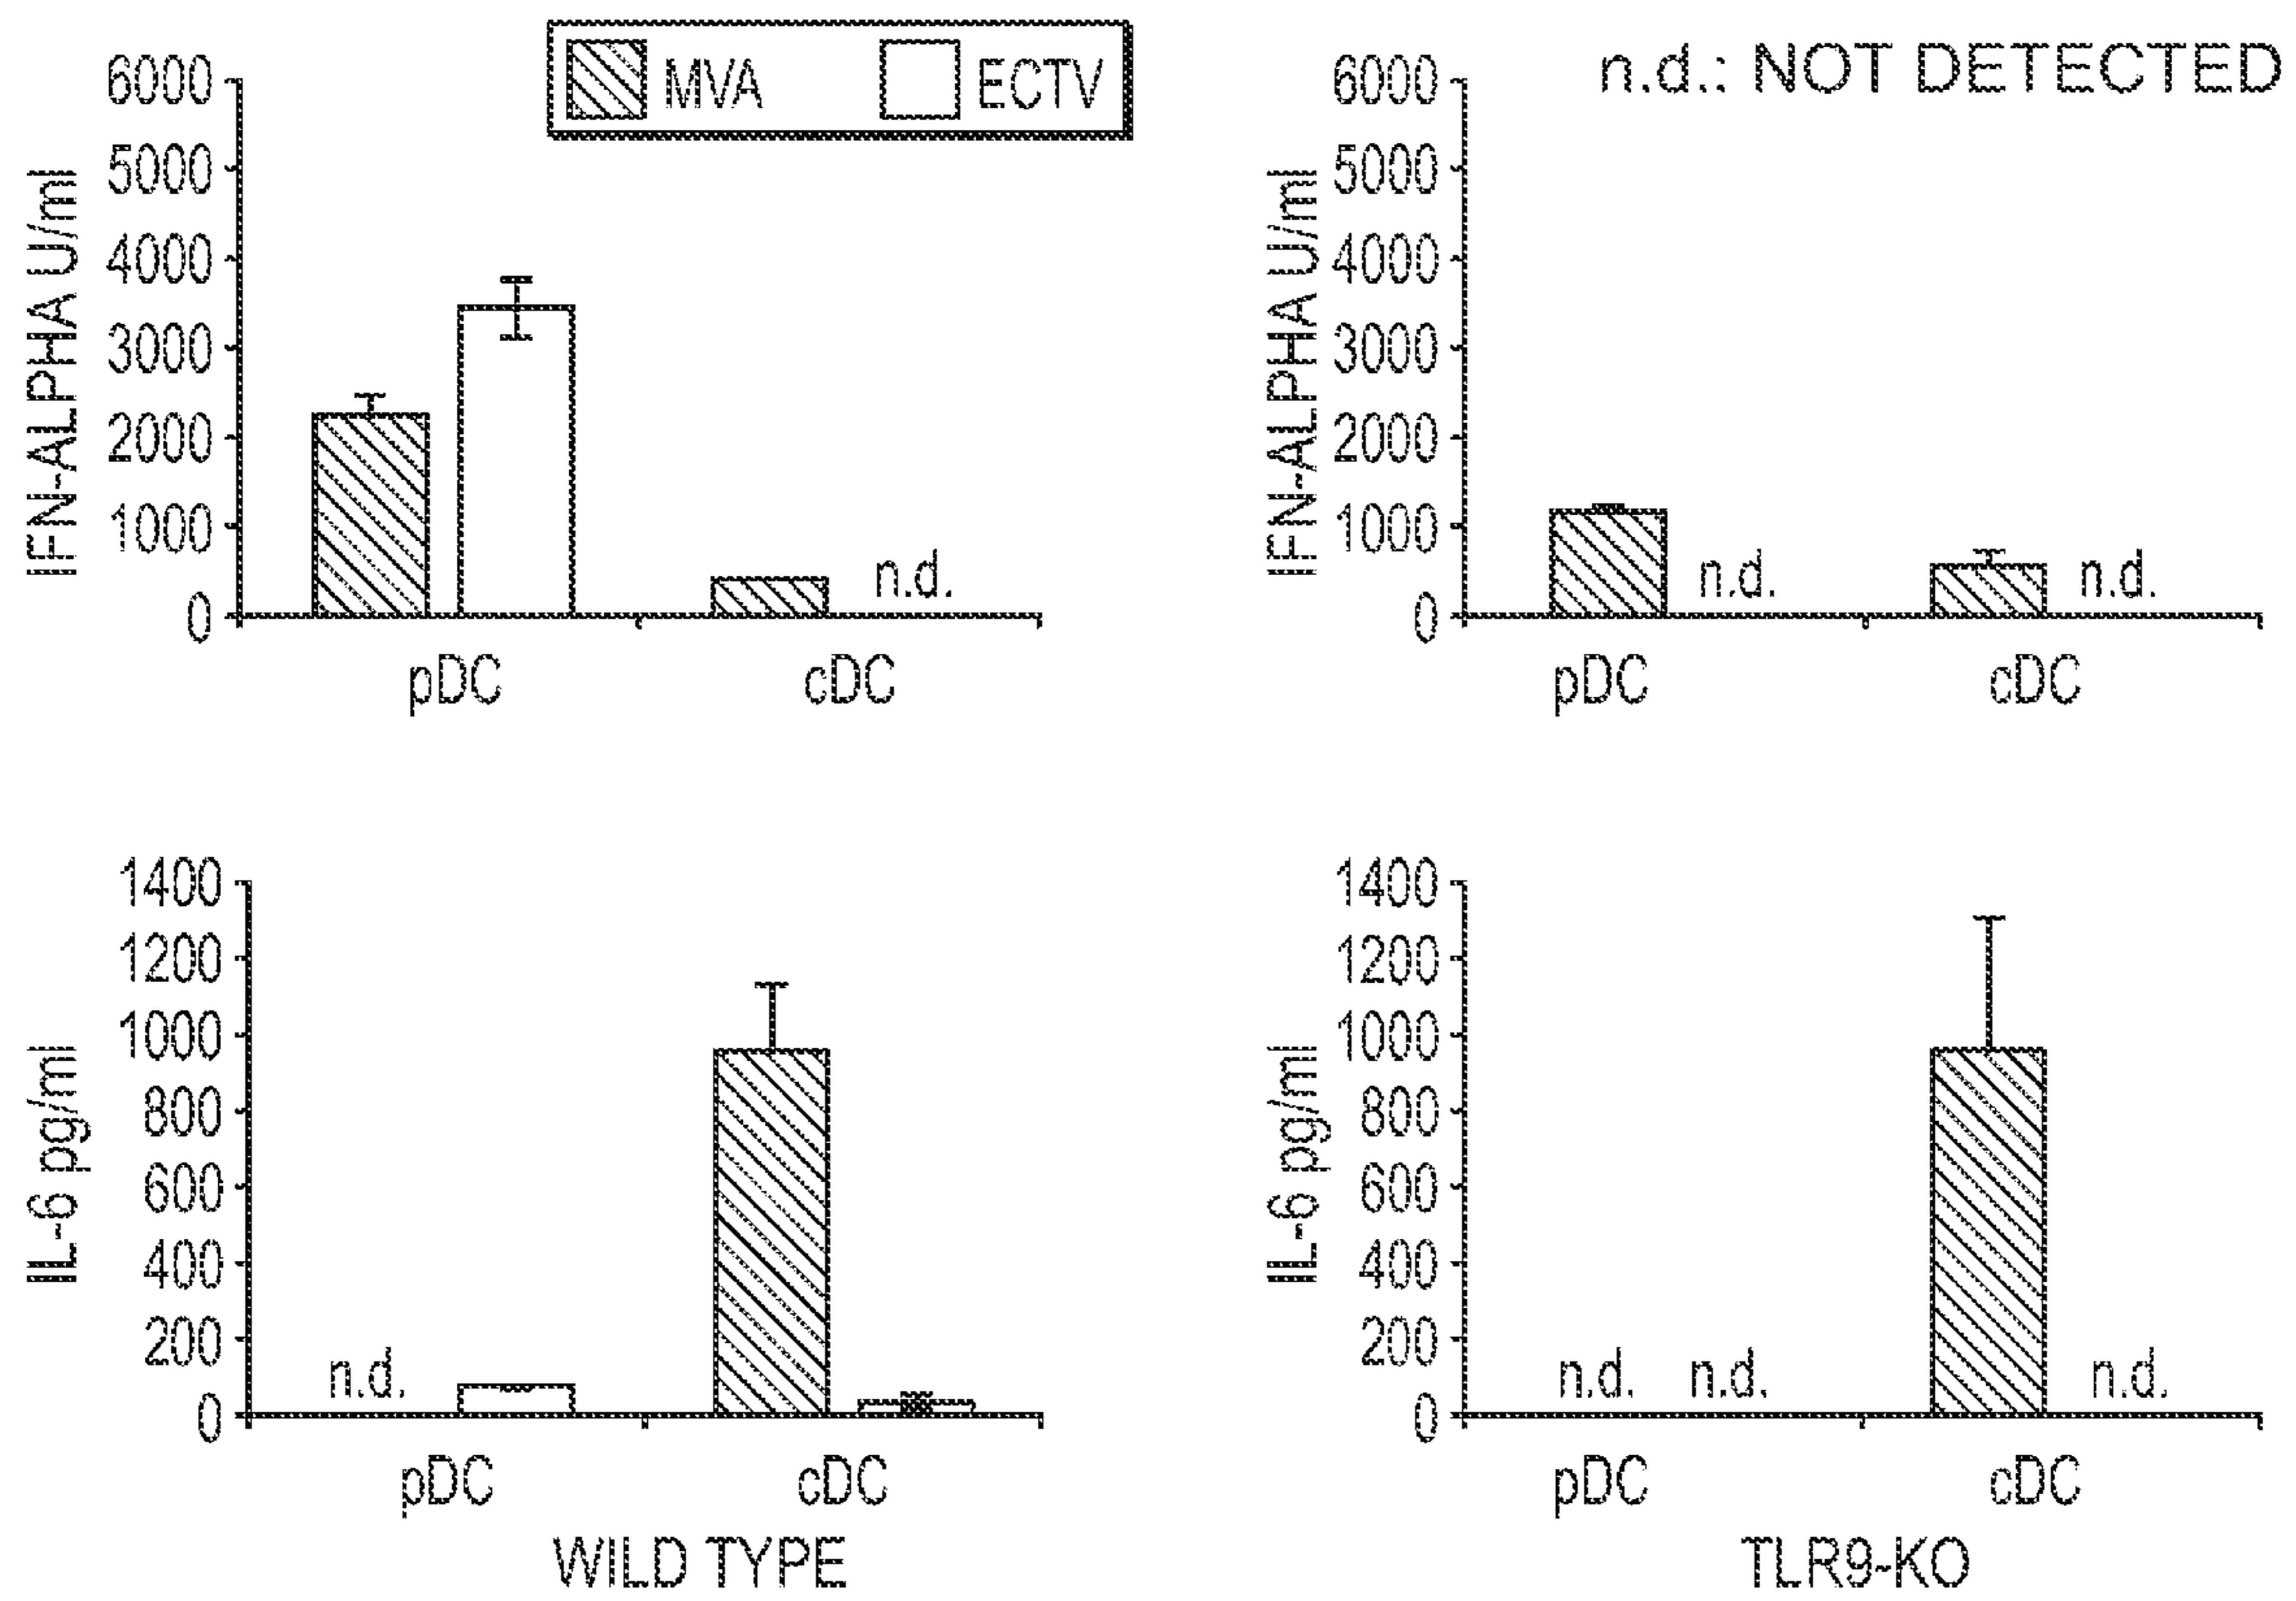 MVA ECTV
n.d.: NOT DETECTED
IFN-ALPHA U/ml
6000
5000
4000
3000
2000
1000
0
n.d.
pDC cDC
IFN-ALPHA U/ml
6000
5000
4000
3000
2000
1000
0
n.d. n.d.
pDC cDC
IL-6 pg/ml
1400
1200
1000
800
600
400
200
0
n.d.
pDC cDC
WILD TYPE
IL-6 pg/ml
1400
1200
1000
800
600
400
200
0
n.d. n.d. n.d.
pDC cDC
TLR9-KO